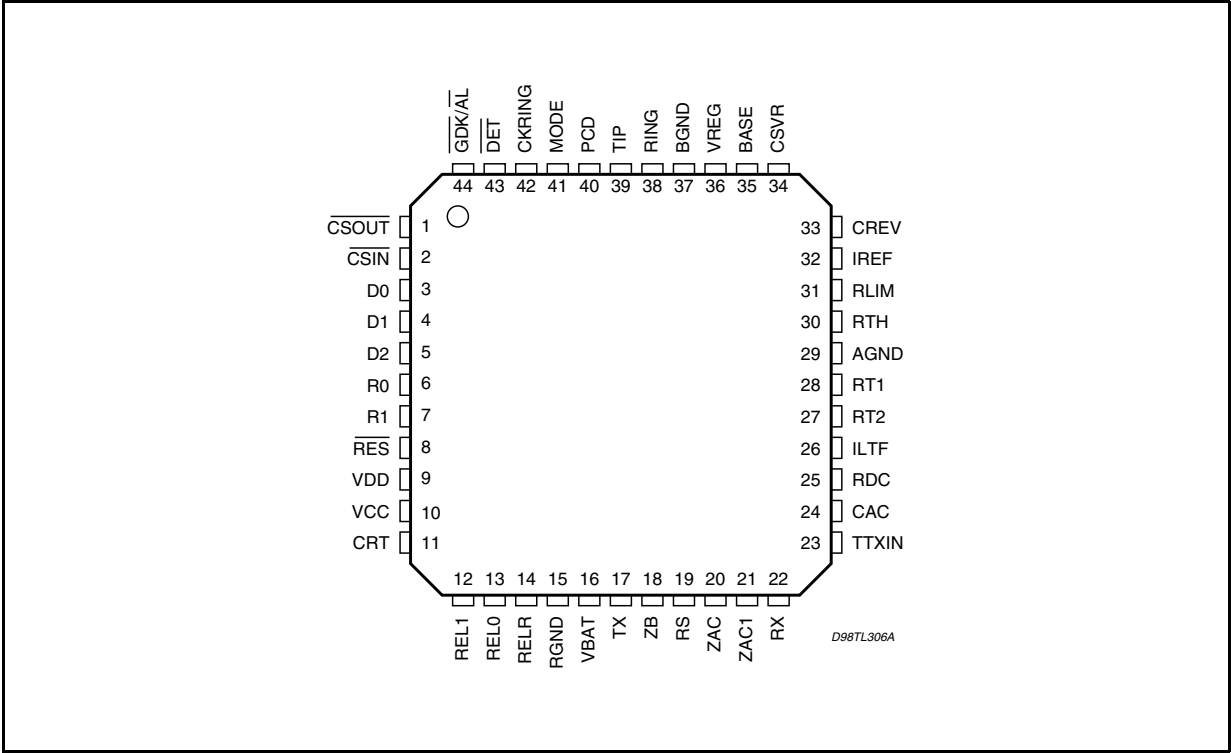 GDK/AL
DET
CKRING
MODE
PCD
TIP
RING
BGND
VREG
BASE
CSVR
44 43 42 41 40 39 38 37 36 35 34
CSOUT 1
CSIN 2
D0 3
D1 4
D2 5
R0 6
R1 7
RES 8
VDD 9
VCC 10
CRT 11
33 CREV
32 IREF
31 RLIM
30 RTH
29 AGND
28 RT1
27 RT2
26 ILTF
25 RDC
24 CAC
23 TTXIN
12 13 14 15 16 17 18 19 20 21 22
REL1
REL0
RELR
RGND
VBAT
TX
ZB
RS
ZAC
ZAC1
RX
D98TL306A